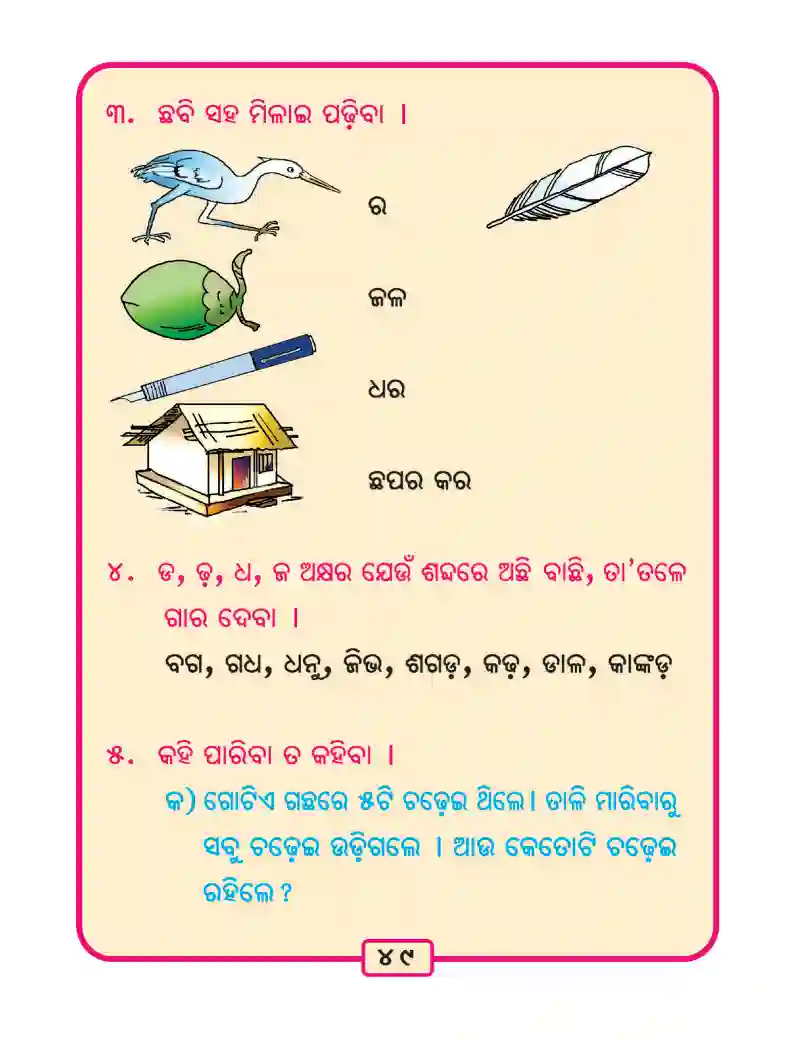 ୩. ଛବି ସହ ମିଳାଇ ପଢ଼ିବା ।
ର
ଜଳ
ଧର
ଛପର କର
୪. ଡ, ଢ଼, ଧ, ଜ ଅକ୍ଷର ଯେଉଁ ଶବ୍ଦରେ ଅଛି ବାଛି, ତା'ତଳେ
ଗାର ଦେବା ।
ବଗ, ଗଧ, ଧନୁ, ଜିଭ, ଶଗଡ଼, କଢ଼, ଡାଳ, କାଙ୍କଡ଼
୫. କହି ପାରିବା ତ କହିବା ।
କ) ଗୋଟିଏ ଗଛରେ ୫ଟି ଚଢ଼େଇ ଥିଲେ। ତାଳି ମାରିବାରୁ
ସବୁ ଚଢ଼େଇ ଉଡ଼ିଗଲେ । ଆଉ କେତୋଟି ଚଢ଼େଇ
ରହିଲେ ?
୪୯